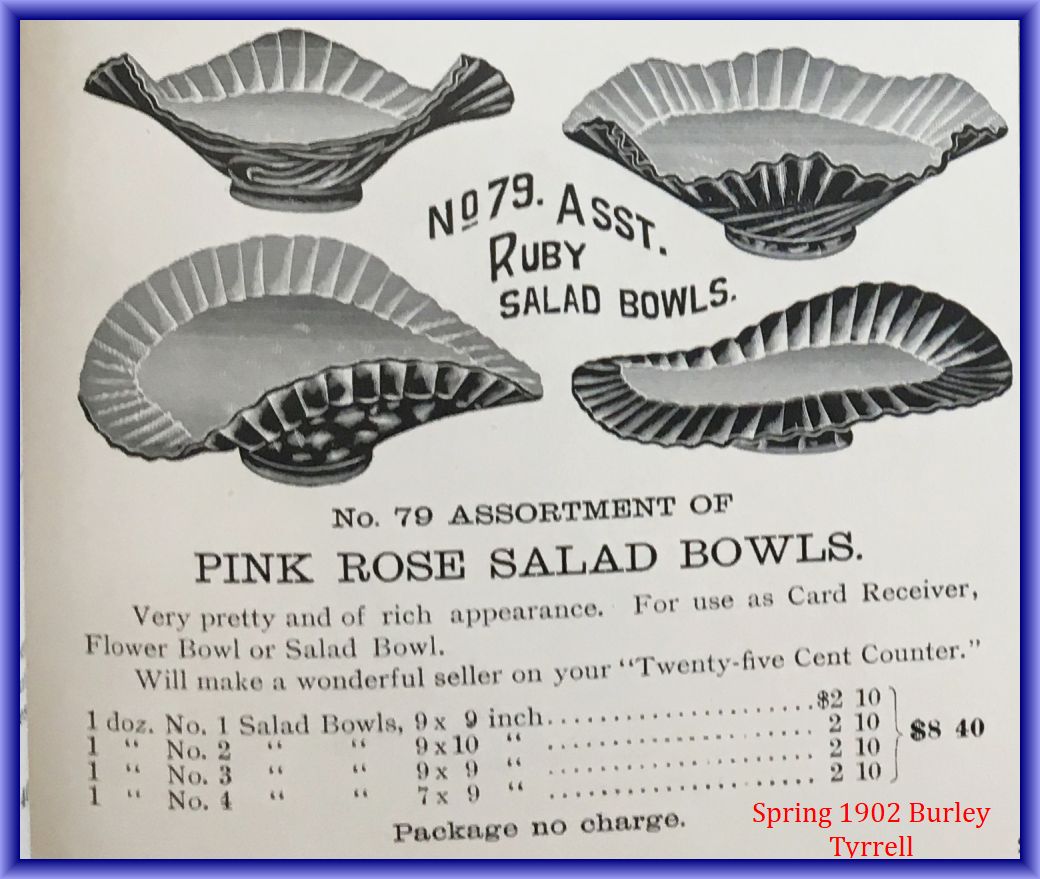 No 79. ASST.
RUBY
SALAD BOWLS.
No. 79 ASSORTMENT OF
PINK ROSE SALAD BOWLS.
Very pretty and of rich appearance. For use as Card Receiver,
Flower Bowl or Salad Bowl.
Will make a wonderful seller on your "Twenty-five Cent Counter."
1 doz. No. 1 Salad Bowls, 9 x 9 inch.......................$2 10
1 " No. 2 " " 9 x 10 " ....................... 2 10
1 " No. 3 " " 9 x 9 " ....................... 2 10
1 " No. 4 " " 7 x 9 " ....................... 2 10
$8 40
Package no charge.
Spring 1902 Burley
Tyrrell